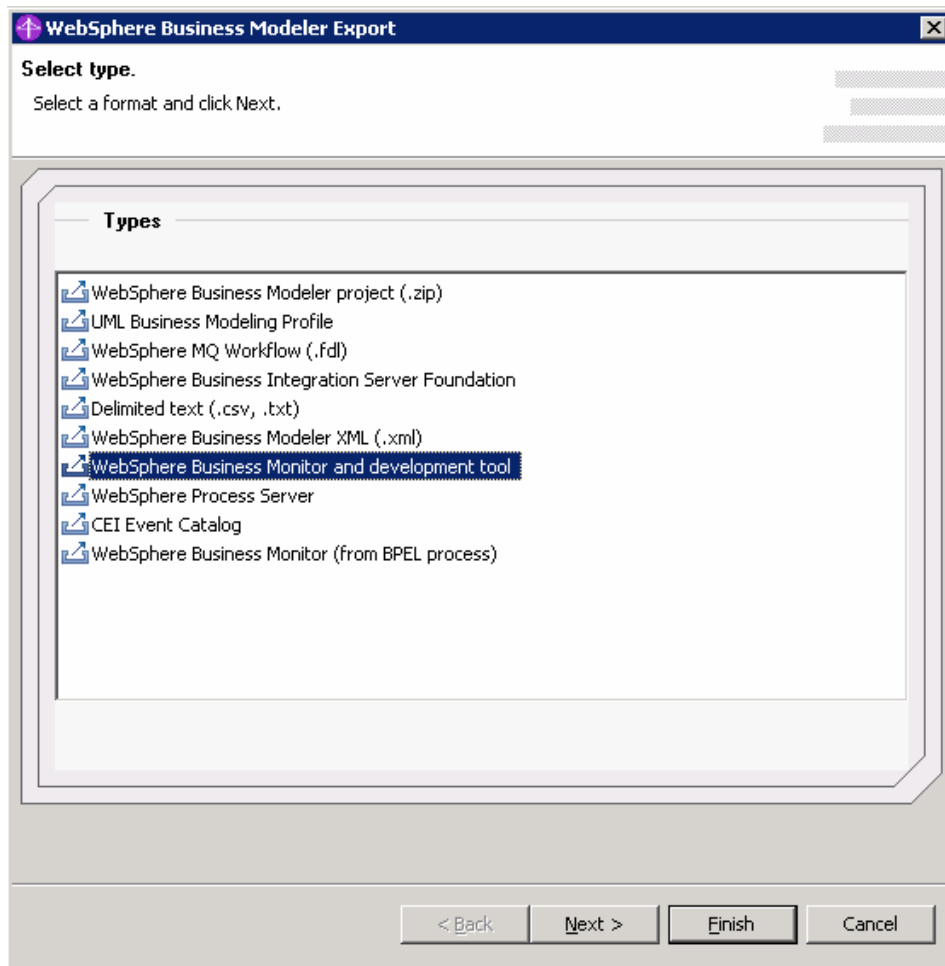 WebSphere Business Modeler Export
Select type.
Select a format and click Next.
Types
WebSphere Business Modeler project (.zip)
UML Business Modeling Profile
WebSphere MQ Workflow (.fdl)
WebSphere Business Integration Server Foundation
Delimited text (.csv, .txt)
WebSphere Business Modeler XML (.xml)
WebSphere Business Monitor and development tool
WebSphere Process Server
CEI Event Catalog
WebSphere Business Monitor (from BPEL process)
< Back Next > Finish Cancel